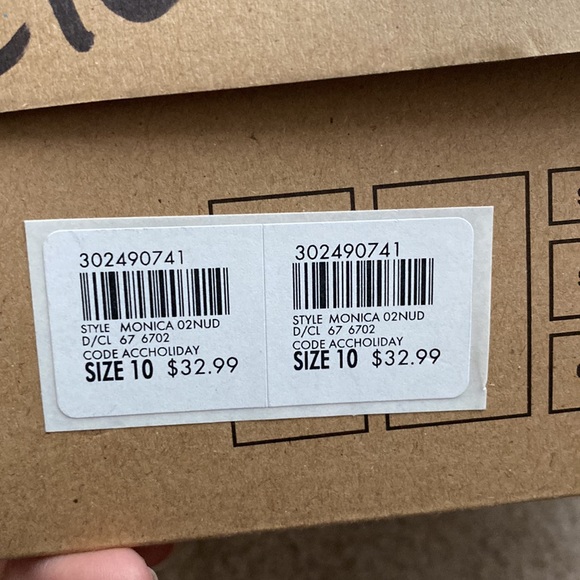 302490741
STYLE MONICA 02NUD
D/CL 67 6702
CODE ACCHOLIDAY
SIZE 10 $32.99
302490741
STYLE MONICA 02NUD
D/CL 67 6702
CODE ACCHOLIDAY
SIZE 10 $32.99